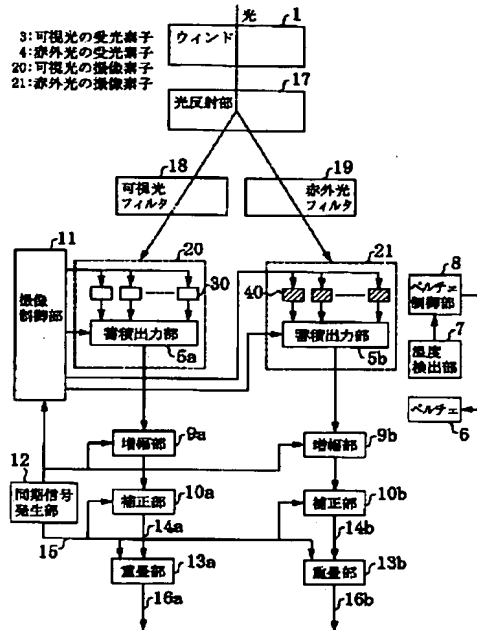 光
1
3:可視光の受光素子
4:赤外光の受光素子
20:可視光の撮像素子
21:赤外光の撮像素子
ウィンド
17
光反射部
18
19
可視光
フィルタ
赤外光
フィルタ
11
20
21
8
撮像
制御部
30
40
ペルチェ
制御部
蓄積出力部
蓄積出力部
7
5a
5b
温度
検出部
ペルチェ
6
増幅部
9a
増幅部
9b
12
同期信号
発生部
補正部
10a
補正部
10b
15
14a
14b
重畳部
13a
重畳部
13b
16a
16b